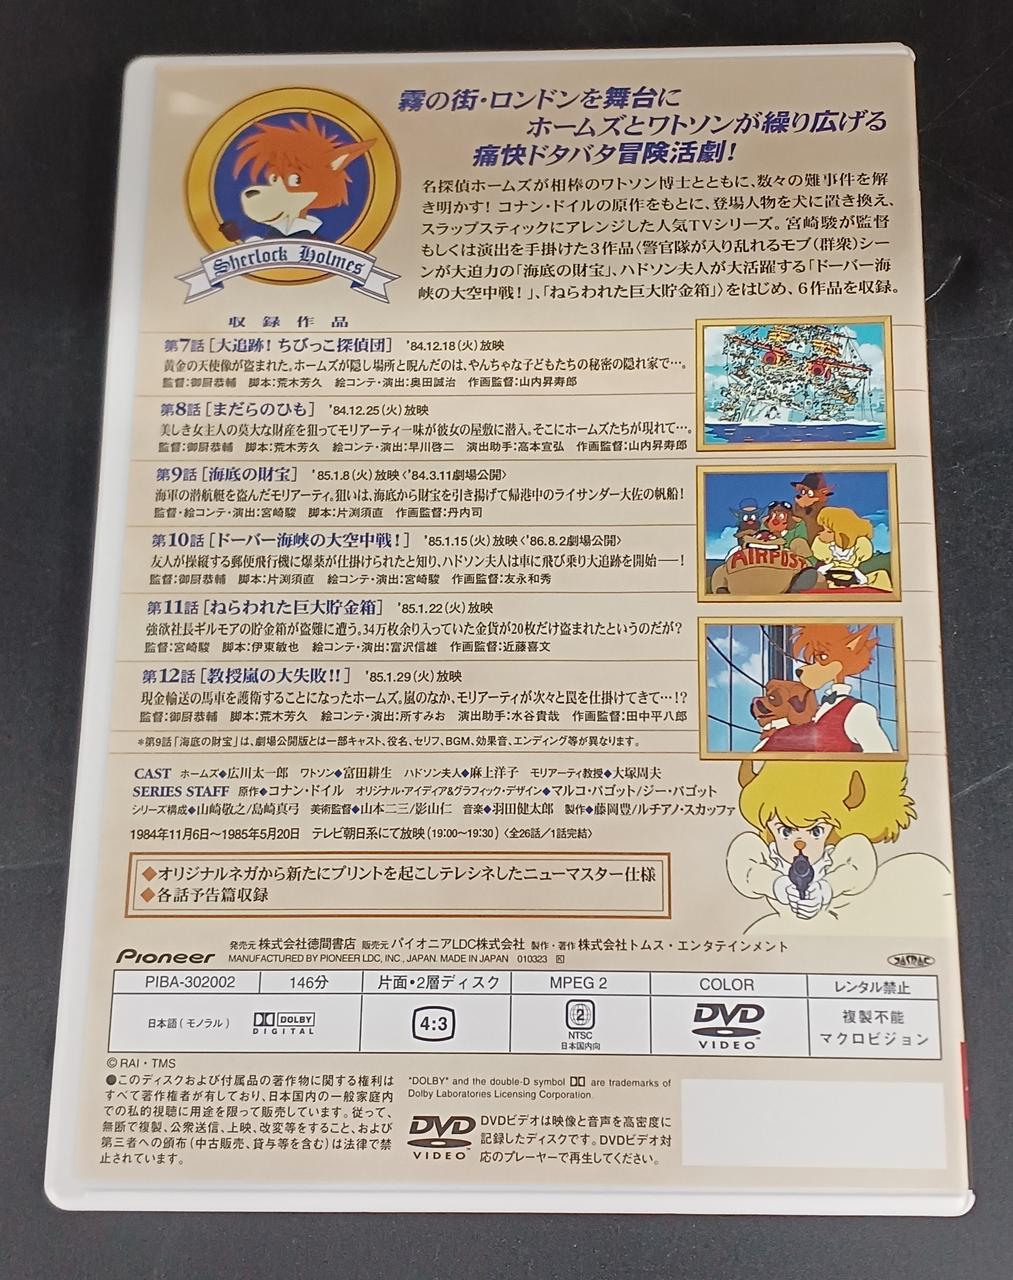 霧の街・ロンドンを舞台に
ホームズとワトソンが繰り広げる
痛快ドタバタ冒険活劇!
名探偵ホームズが相棒のワトソン博士とともに、数々の難事件を解
き明かす! コナン・ドイルの原作をもとに、登場人物を犬に置き換え、
スラップスティックにアレンジした人気TVシリーズ。宮崎駿が監督
もしくは演出を手掛けた3作品〈警官隊が入り乱れるモブ(群衆)シー
ンが大迫力の「海底の財宝」、ハドソン夫人が大活躍する「ドーバー海
峡の大空中戦!」、「ねらわれた巨大貯金箱」〉をはじめ、6作品を収録。
Sherlock Holmes
収録作品
第7話[大追跡! ちびっこ探偵団] '84.12.18(火)放映
黄金の天使像が盗まれた。ホームズが隠し場所と睨んだのは、やんちゃな子どもたちの秘密の隠れ家で…。
監督:御厨恭輔 脚本:荒木芳久 絵コンテ・演出:奥田誠治 作画監督:山内昇寿郎
第8話[まだらのひも] '84.12.25(火)放映
美しき女主人の莫大な財産を狙ってモリアーティ一味が彼女の屋敷に潜入。そこにホームズたちが現れて…。
監督:御厨恭輔 脚本:荒木芳久 絵コンテ・演出:早川啓二 演出助手:高本宣弘 作画監督:山内昇寿郎
第9話[海底の財宝] '85.1.8(火)放映〈'84.3.11劇場公開〉
海軍の潜航艇を盗んだモリアーティ。狙いは、海底から財宝を引き揚げて帰港中のライサンダー大佐の帆船!
監督・絵コンテ・演出:宮崎駿 脚本:片渕須直 作画監督:丹内司
第10話[ドーバー海峡の大空中戦!] '85.1.15(火)放映〈'86.8.2劇場公開〉
友人が操縦する郵便飛行機に爆薬が仕掛けられたと知り、ハドソン夫人は車に飛び乗り大追跡を開始——!
監督:御厨恭輔 脚本:片渕須直 絵コンテ・演出:宮崎駿 作画監督:友永和秀
AIRPOST
第11話[ねらわれた巨大貯金箱] '85.1.22(火)放映
強欲社長ギルモアの貯金箱が盗難に遭う。34万枚余り入っていた金貨が20枚だけ盗まれたというのだが?
監督:宮崎駿 脚本:伊東敏也 絵コンテ・演出:富沢信雄 作画監督:近藤喜文
第12話[教授嵐の大失敗!!] '85.1.29(火)放映
現金輸送の馬車を護衛することになったホームズ。嵐のなか、モリアーティが次々と罠を仕掛けてきて…!?
監督:御厨恭輔 脚本:荒木芳久 絵コンテ・演出:所すみお 演出助手:水谷貴哉 作画監督:田中平八郎
*第9話「海底の財宝」は、劇場公開版とは一部キャスト、役名、セリフ、BGM、効果音、エンディング等が異なります。
CAST ホームズ◆広川太一郎 ワトソン◆富田耕生 ハドソン夫人◆麻上洋子 モリアーティ教授◆大塚周夫
SERIES STAFF 原作◆コナン・ドイル オリジナル・アイディア&グラフィック・デザイン◆マルコ・パゴット/ジー・パゴット
シリーズ構成◆山崎敬之/島崎真弓 美術監督◆山本二三/影山仁 音楽◆羽田健太郎 製作◆藤岡豊/ルチアノ・スカッファ
1984年11月6日〜1985年5月20日 テレビ朝日系にて放映(19:00〜19:30)〈全26話/1話完結〉
◆オリジナルネガから新たにプリントを起こしテレシネしたニューマスター仕様
◆各話予告篇収録
Pioneer 発売元 株式会社徳間書店 販売元 パイオニアLDC株式会社 製作・著作 株式会社トムス・エンタテインメント
MANUFACTURED BY PIONEER LDC, INC., JAPAN. MADE IN JAPAN 010323 K
JASRAC
PIBA-302002 146分 片面・2層ディスク MPEG 2 COLOR レンタル禁止
日本語(モノラル) DOLBY DIGITAL 4:3 2 NTSC 日本国内向 DVD VIDEO™ 複製不能 マクロビジョン
©RAI・TMS
●このディスクおよび付属品の著作物に関する権利は
すべて著作権者が有しており、日本国内の一般家庭内
での私的視聴に用途を限って販売しています。従って、
無断で複製、公衆送信、上映、改変等をすること、および
第三者への頒布(中古販売、貸与等を含む)は法律で禁
止されています。
"DOLBY" and the double-D symbol are trademarks of
Dolby Laboratories Licensing Corporation.
DVD VIDEO™
DVDビデオは映像と音声を高密度に
記録したディスクです。DVDビデオ対
応のプレーヤーで再生してください。